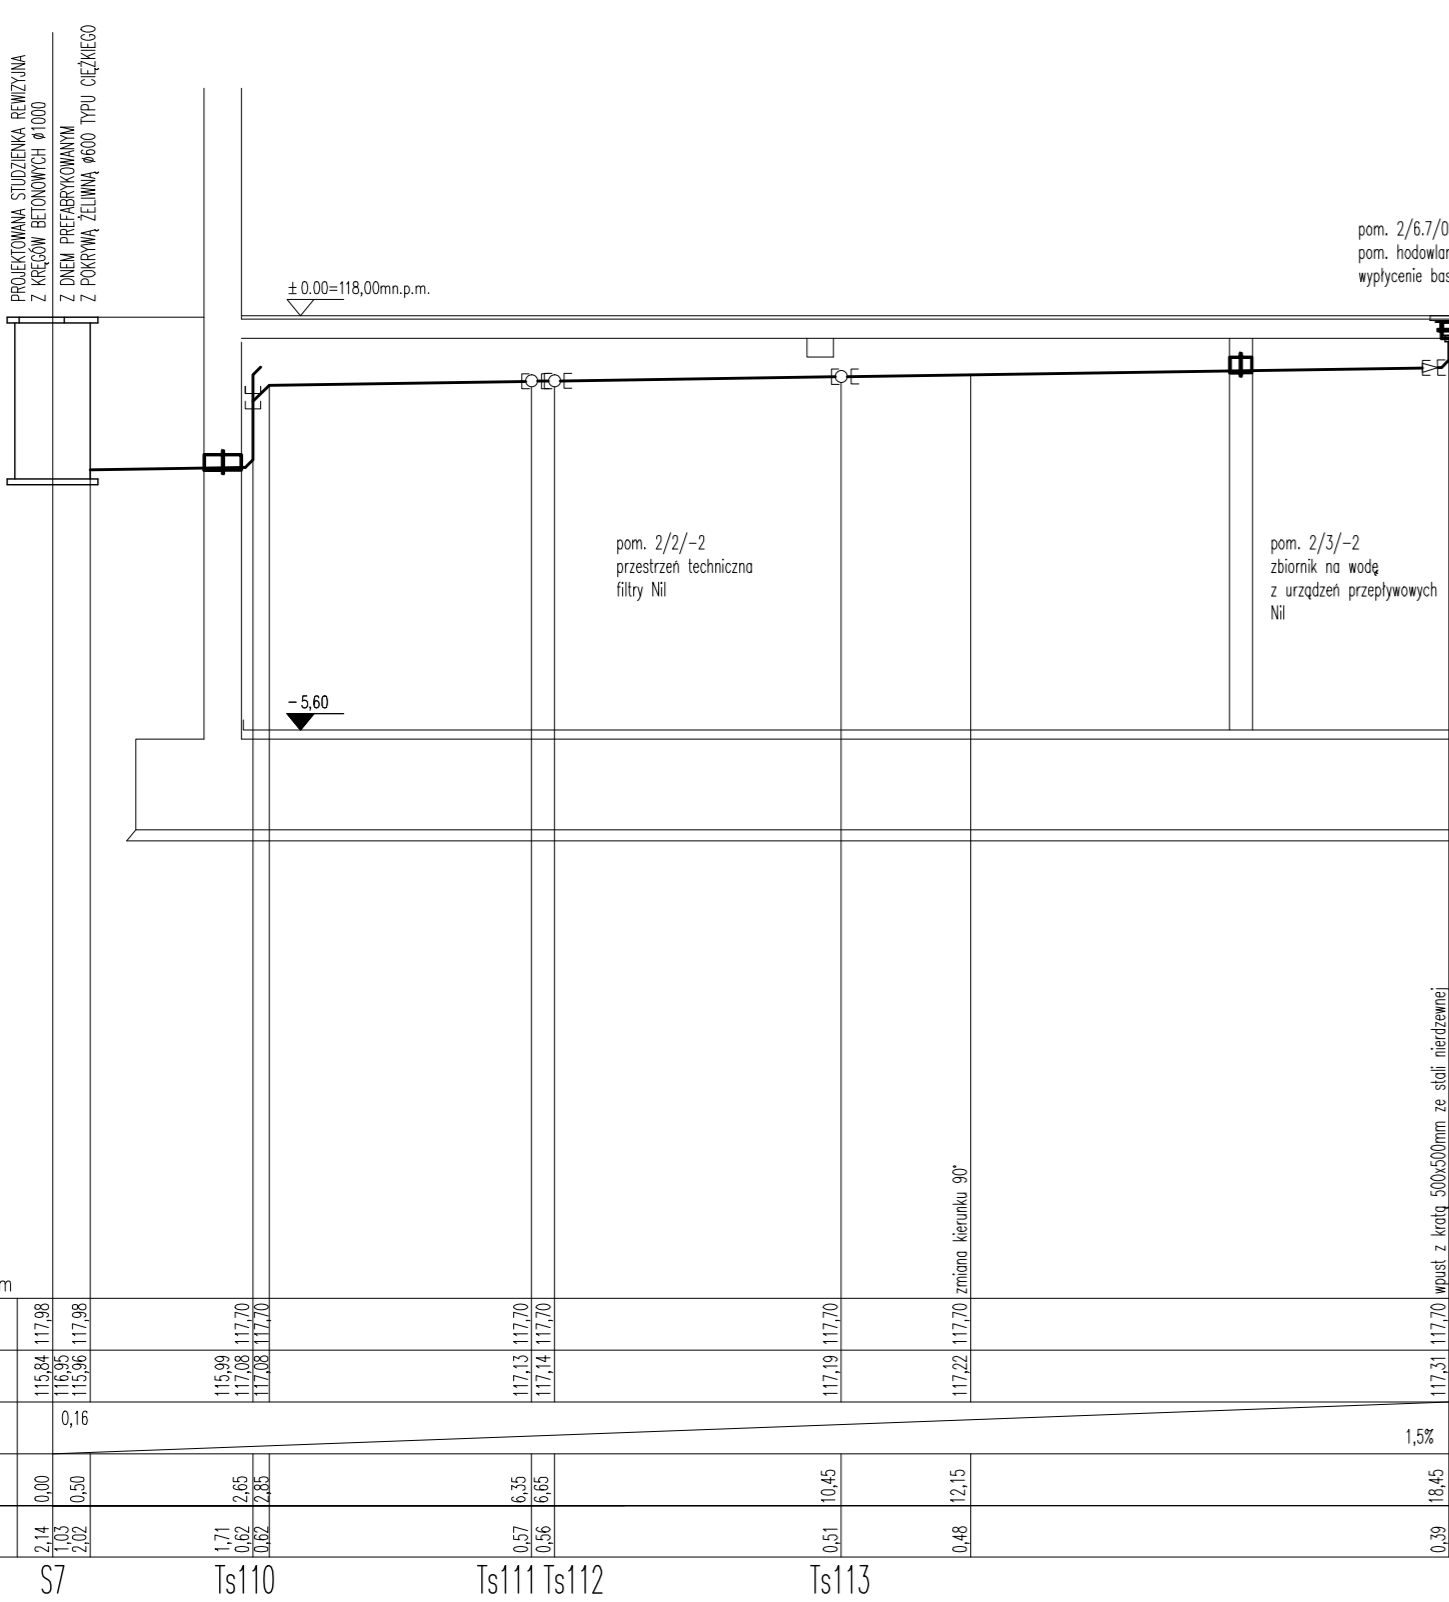 PROJEKTOWANA STUDZIENKA REWIZYJNA
Z KRĘGÓW BETONOWYCH ø1000
Z DNEM PREFABRYKOWANYM
Z POKRYWĄ ŻELIWNĄ ø600 TYPU CIĘŻKIEGO
pom. 2/6.7/0
pom. hodowlan
wypłycenie bas
± 0.00=118,00mn.p.m.
pom. 2/2/-2
przestrzeń techniczna
filtry Nil
pom. 2/3/-2
zbiornik na wodę
z urządzeń przepływowych
Nil
- 5,60
zmiana kierunku 90°
wpust z kratą 500x500mm ze stali nierdzewnej
m
117,98 117,98 117,70 117,70 117,70 117,70 117,70 117,70 117,70
115,84 116,95 115,96 115,99 117,08 117,08 117,13 117,14 117,19 117,22 117,31
0,16
1,5%
0,00 0,50 2,65 2,85 6,35 6,65 10,45 12,15 18,45
2,14 1,03 2,02 1,71 0,62 0,62 0,57 0,56 0,51 0,48 0,39
S7 Ts110 Ts111 Ts112 Ts113